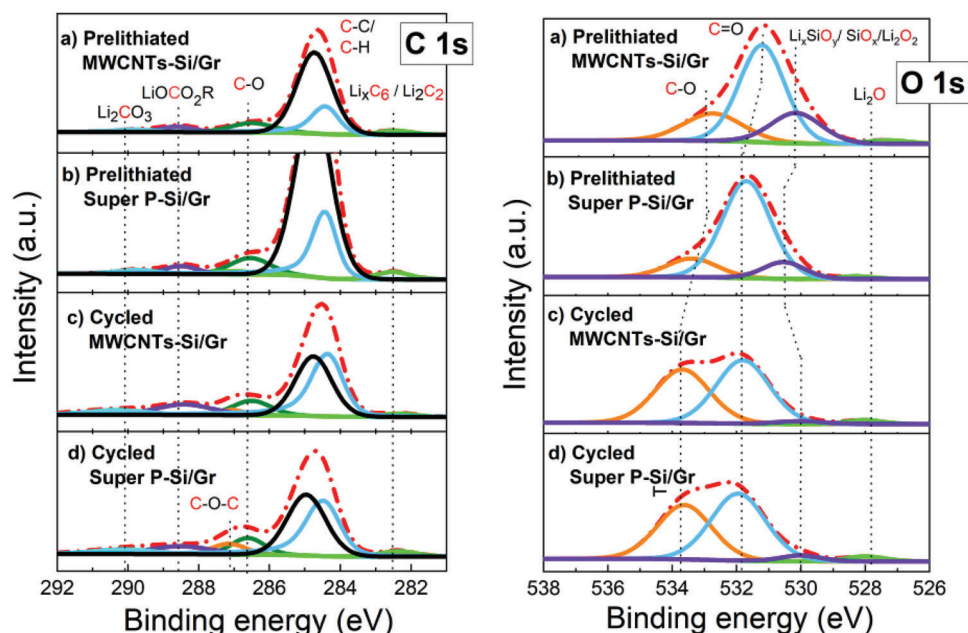 C 1s
a) Prelithiated
MWCNTs-Si/Gr
C-C/
C-H
C-O
LiOCO₂R
Li₂CO₃
LiₓC₆ / Li₂C₂
b) Prelithiated
Super P-Si/Gr
c) Cycled
MWCNTs-Si/Gr
d) Cycled
Super P-Si/Gr
C-O-C
Intensity (a.u.)
292 290 288 286 284 282
Binding energy (eV)
O 1s
a) Prelithiated
MWCNTs-Si/Gr
C=O
LiₓSiOᵧ/ SiOₓ/Li₂O₂
C-O
Li₂O
b) Prelithiated
Super P-Si/Gr
c) Cycled
MWCNTs-Si/Gr
d) Cycled
Super P-Si/Gr
Intensity (a.u.)
538 536 534 532 530 528 526
Binding energy (eV)